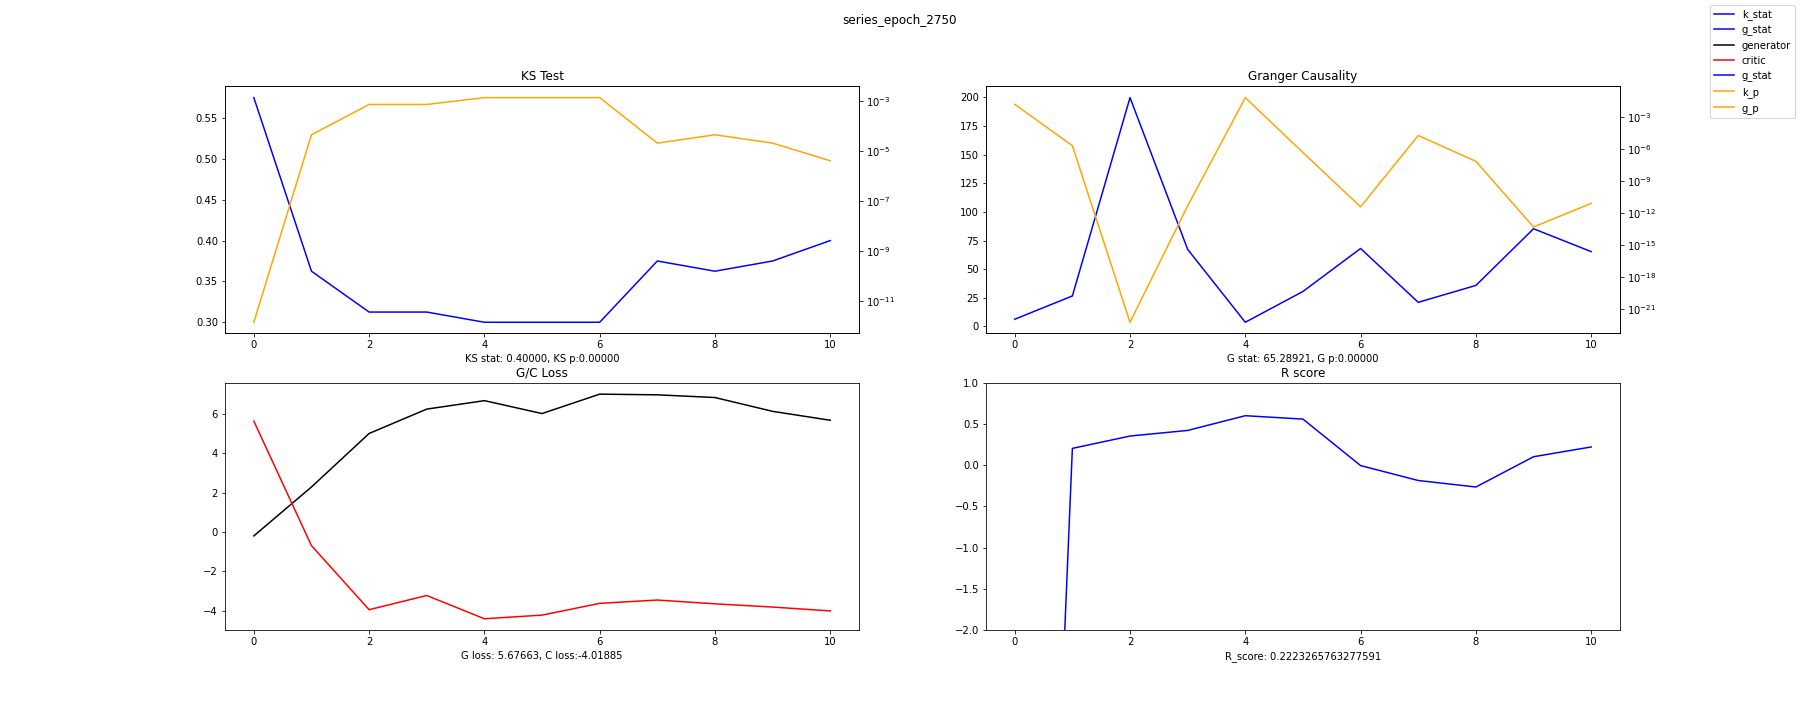 series_epoch_2750
k_stat
g_stat
generator
critic
g_stat
k_p
g_p
KS Test
0.55
0.50
0.45
0.40
0.35
0.30
10⁻³
10⁻⁵
10⁻⁷
10⁻⁹
10⁻¹¹
0 2 4 6 8 10
KS stat: 0.40000, KS p:0.00000
Granger Causality
200
175
150
125
100
75
50
25
0
10⁻³
10⁻⁶
10⁻⁹
10⁻¹²
10⁻¹⁵
10⁻¹⁸
10⁻²¹
0 2 4 6 8 10
G stat: 65.28921, G p:0.00000
G/C Loss
6
4
2
0
−2
−4
0 2 4 6 8 10
G loss: 5.67663, C loss:-4.01885
R score
1.0
0.5
0.0
−0.5
−1.0
−1.5
−2.0
0 2 4 6 8 10
R_score: 0.2223265763277591